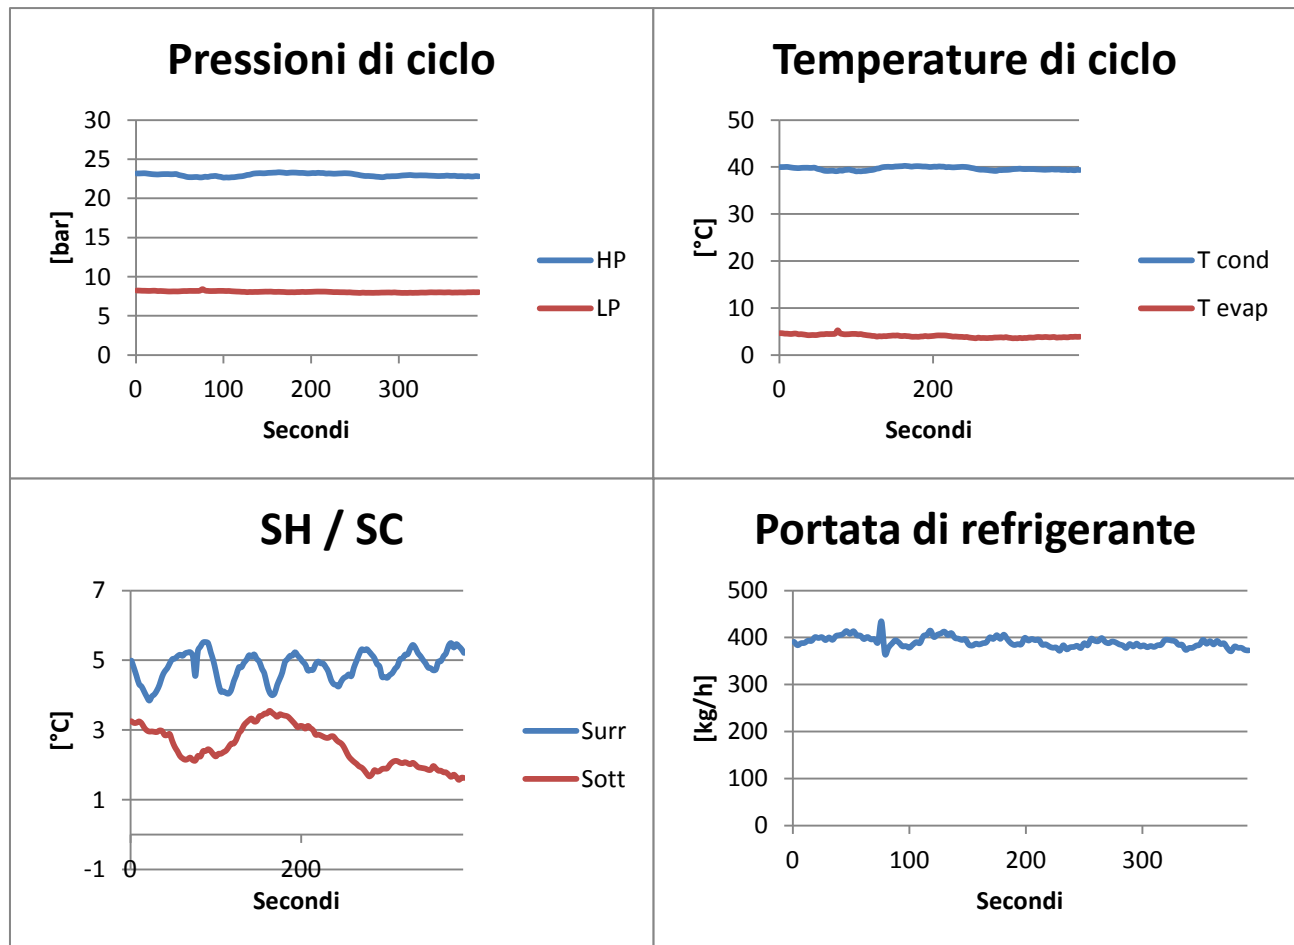 Pressioni di ciclo
30
25
20
15
10
5
0
[bar]
0 100 200 300
Secondi
HP
LP
Temperature di ciclo
50
40
30
20
10
0
[°C]
0 200
Secondi
T cond
T evap
SH / SC
7
5
3
1
-1
[°C]
0 200
Secondi
Surr
Sott
Portata di refrigerante
500
400
300
200
100
0
[kg/h]
0 100 200 300
Secondi